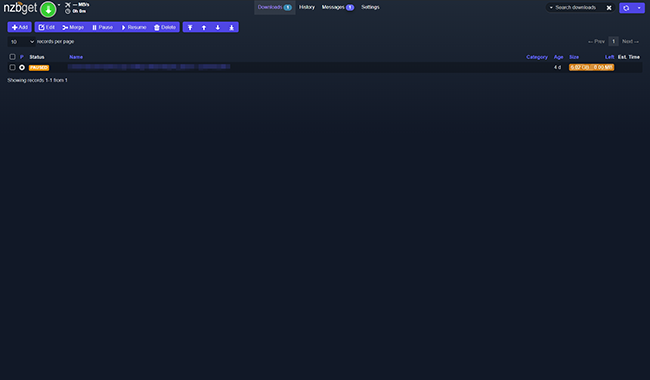 nzbget
--- MB/s
0h 0m
Downloads 1 History Messages 1 Settings
Search downloads
Add Edit Merge Pause Resume Delete
10 records per page
← Prev 1 Next →
P Status Name Category Age Size Left Est. Time
PAUSED 4 d
Showing records 1-1 from 1